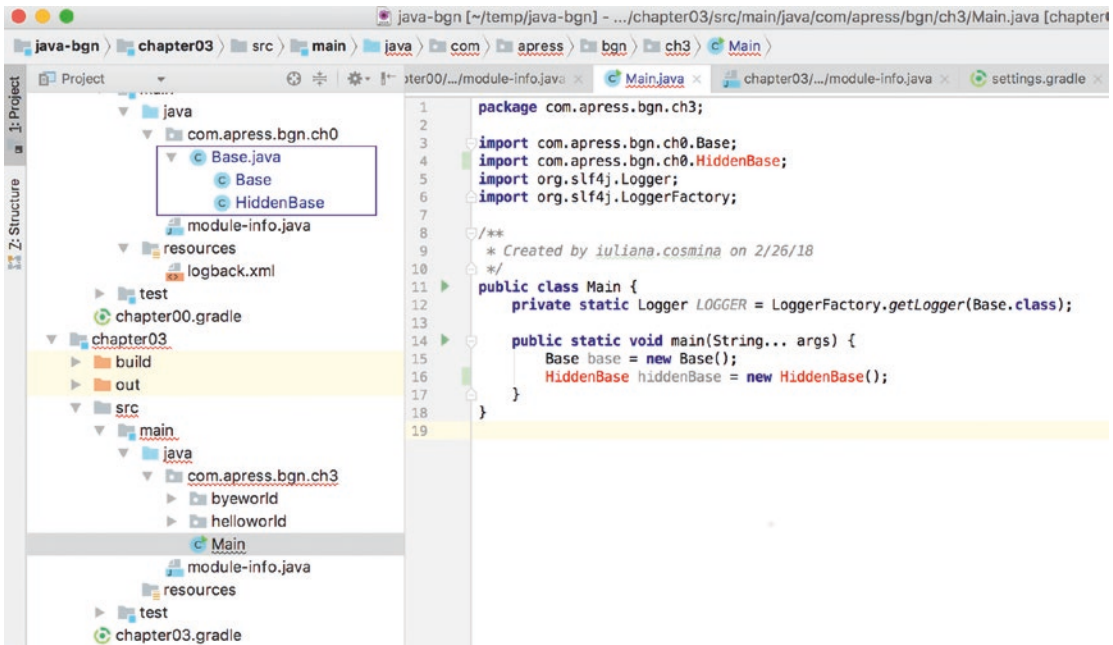 java-bgn [~/temp/java-bgn] - .../chapter03/src/main/java/com/apress/bgn/ch3/Main.java [chapter
java-bgn chapter03 src main java com apress bgn ch3 Main
Project
oter00/.../module-info.java
Main.java
chapter03/.../module-info.java
settings.gradle
1: Project
Z: Structure
java
com.apress.bgn.ch0
Base.java
Base
HiddenBase
module-info.java
resources
logback.xml
test
chapter00.gradle
chapter03
build
out
src
main
java
com.apress.bgn.ch3
byeworld
helloworld
Main
module-info.java
resources
test
chapter03.gradle
1 package com.apress.bgn.ch3;
2
3 import com.apress.bgn.ch0.Base;
4 import com.apress.bgn.ch0.HiddenBase;
5 import org.slf4j.Logger;
6 import org.slf4j.LoggerFactory;
7
8 /**
9 * Created by iuliana.cosmina on 2/26/18
10 */
11 public class Main {
12 private static Logger LOGGER = LoggerFactory.getLogger(Base.class);
13
14 public static void main(String... args) {
15 Base base = new Base();
16 HiddenBase hiddenBase = new HiddenBase();
17 }
18 }
19